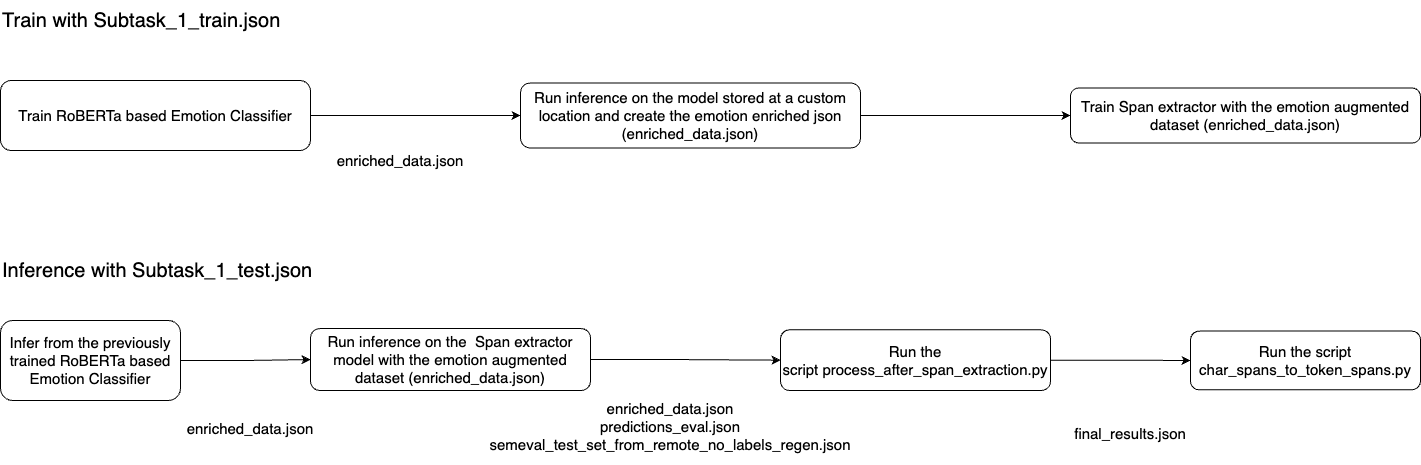 Train with Subtask_1_train.json
Train RoBERTa based Emotion Classifier
enriched_data.json
Run inference on the model stored at a custom
location and create the emotion enriched json
(enriched_data.json)
Train Span extractor with the emotion augmented
dataset (enriched_data.json)
Inference with Subtask_1_test.json
Infer from the previously
trained RoBERTa based
Emotion Classifier
enriched_data.json
Run inference on the  Span extractor
model with the emotion augmented
dataset (enriched_data.json)
enriched_data.json
predictions_eval.json
semeval_test_set_from_remote_no_labels_regen.json
Run the
script process_after_span_extraction.py
final_results.json
Run the script
char_spans_to_token_spans.py